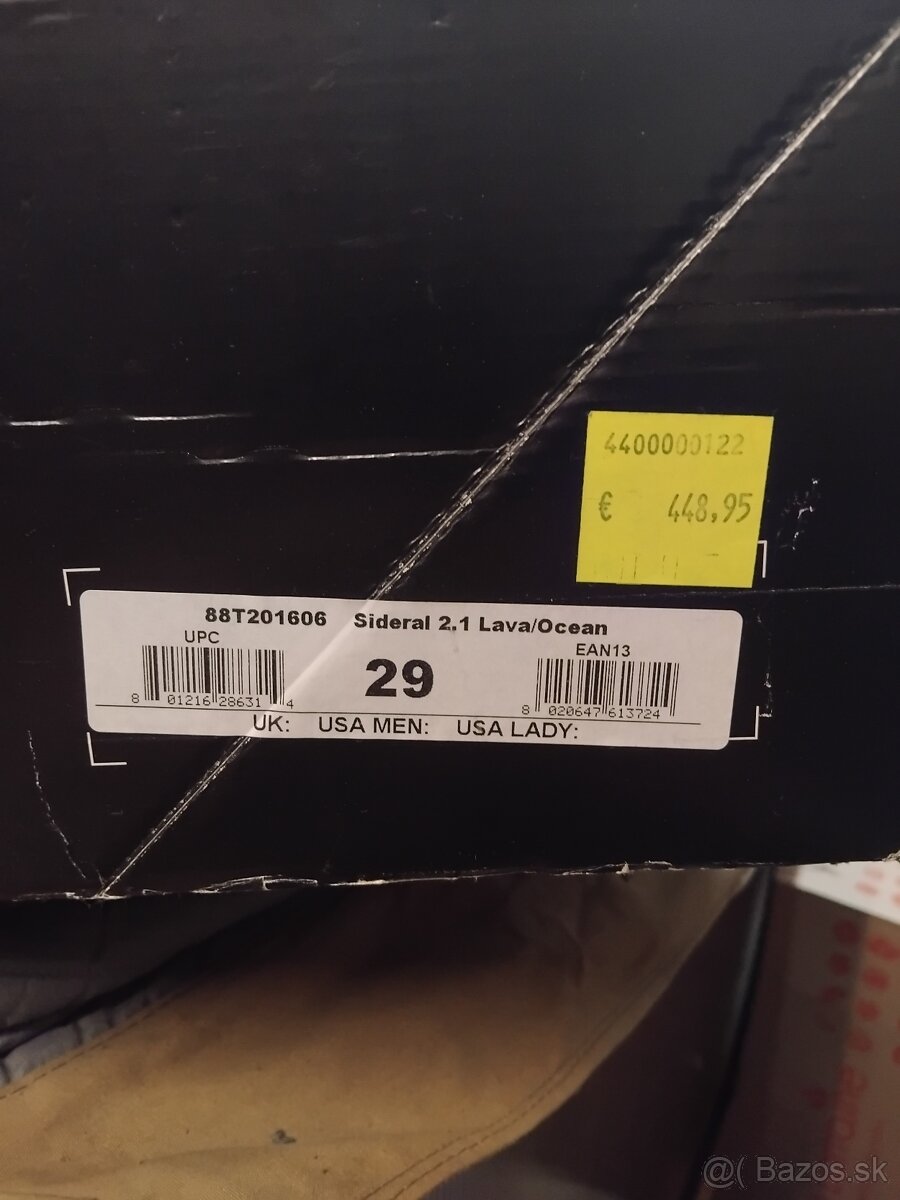 4400000122
€ 448,95
88T201606 Sideral 2.1 Lava/Ocean
UPC
EAN13
29
8 01216 28631 4
8 020647 613724
UK: USA MEN: USA LADY:
@( Bazos.sk